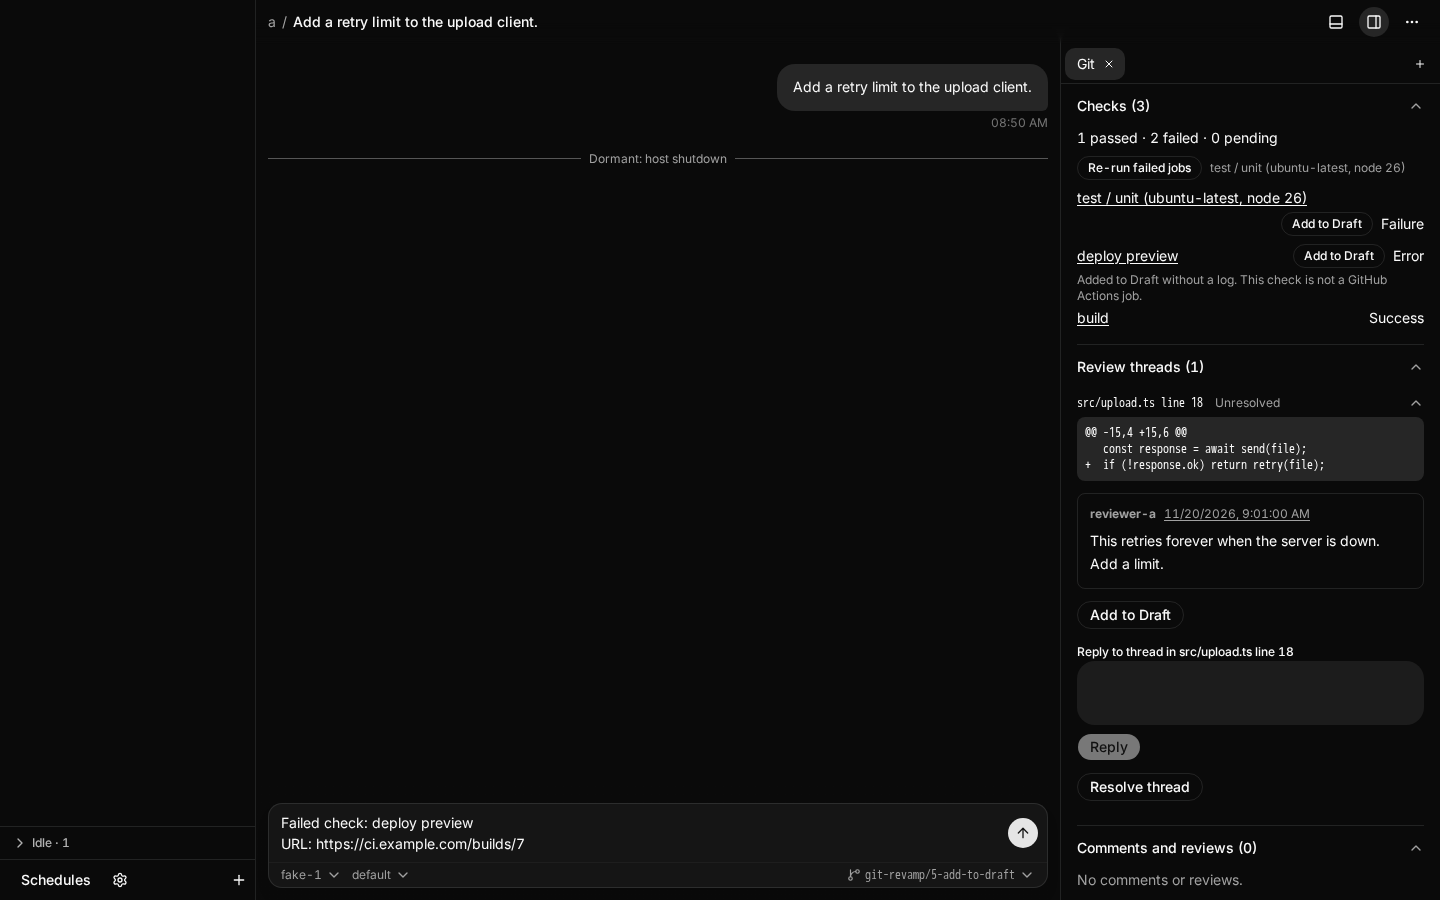 a / Add a retry limit to the upload client.
Add a retry limit to the upload client.
08:50 AM
Dormant: host shutdown
Failed check: deploy preview
URL: https://ci.example.com/builds/7
fake-1
default
git-revamp/5-add-to-draft
Idle · 1
Schedules
Git
Checks (3)
1 passed · 2 failed · 0 pending
Re-run failed jobs test / unit (ubuntu-latest, node 26)
test / unit (ubuntu-latest, node 26)
Add to Draft Failure
deploy preview Add to Draft Error
Added to Draft without a log. This check is not a GitHub
Actions job.
build Success
Review threads (1)
src/upload.ts line 18 Unresolved
@@ -15,4 +15,6 @@
const response = await send(file);
+ if (!response.ok) return retry(file);
reviewer-a 11/20/2026, 9:01:00 AM
This retries forever when the server is down.
Add a limit.
Add to Draft
Reply to thread in src/upload.ts line 18
Reply
Resolve thread
Comments and reviews (0)
No comments or reviews.